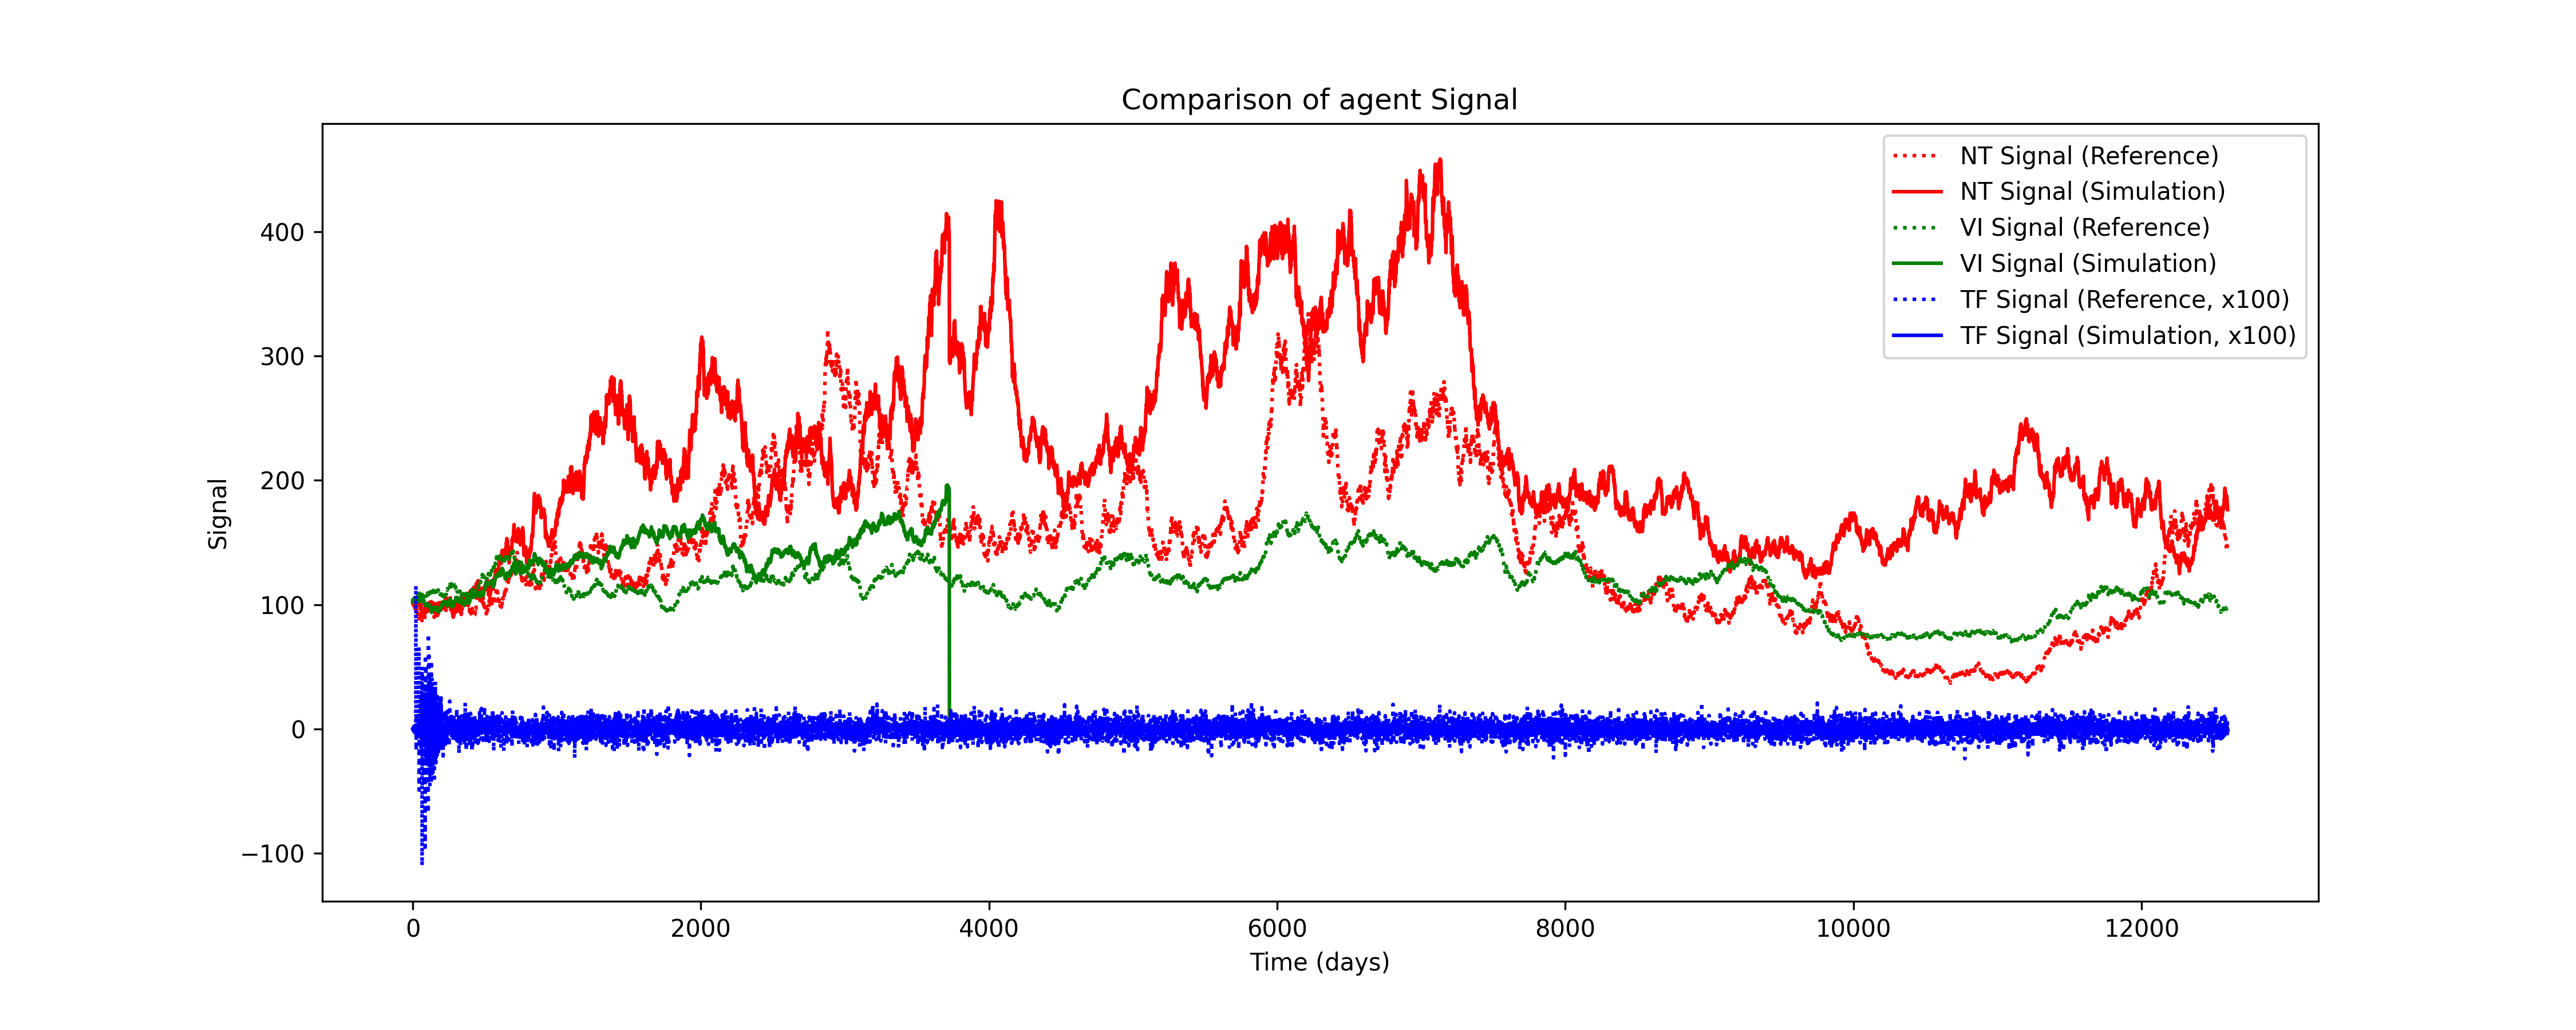 Comparison of agent Signal
NT Signal (Reference)
NT Signal (Simulation)
VI Signal (Reference)
VI Signal (Simulation)
TF Signal (Reference, x100)
TF Signal (Simulation, x100)
Signal
400
300
200
100
0
−100
0 2000 4000 6000 8000 10000 12000
Time (days)